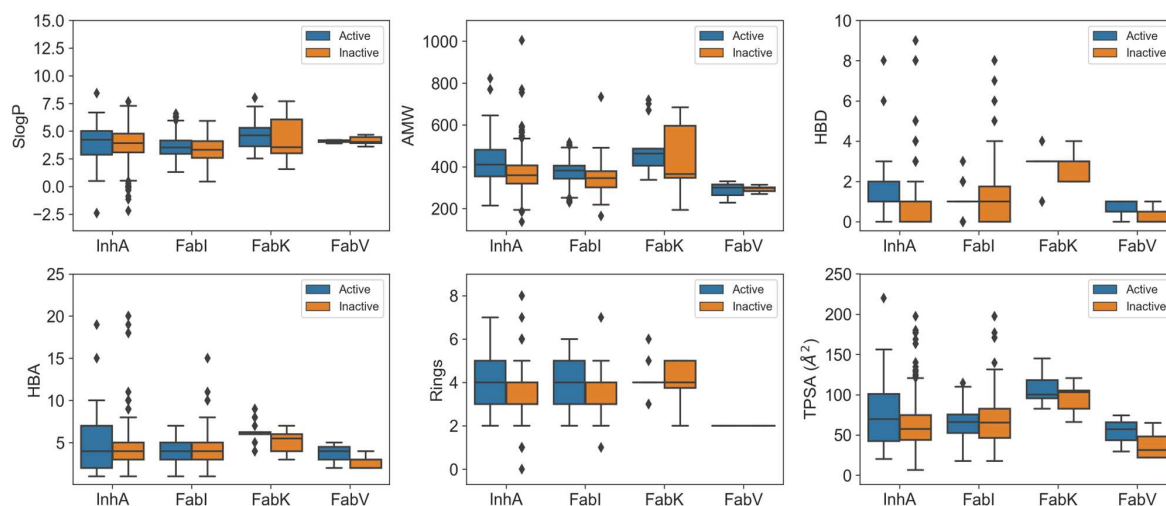 SlogP
15.0
12.5
10.0
7.5
5.0
2.5
0.0
−2.5
InhA FabI FabK FabV
Active
Inactive
AMW
1000
800
600
400
200
InhA FabI FabK FabV
Active
Inactive
HBD
10
8
6
4
2
0
InhA FabI FabK FabV
Active
Inactive
HBA
25
20
15
10
5
InhA FabI FabK FabV
Active
Inactive
Rings
8
6
4
2
0
InhA FabI FabK FabV
Active
Inactive
TPSA (Å²)
250
200
150
100
50
0
InhA FabI FabK FabV
Active
Inactive